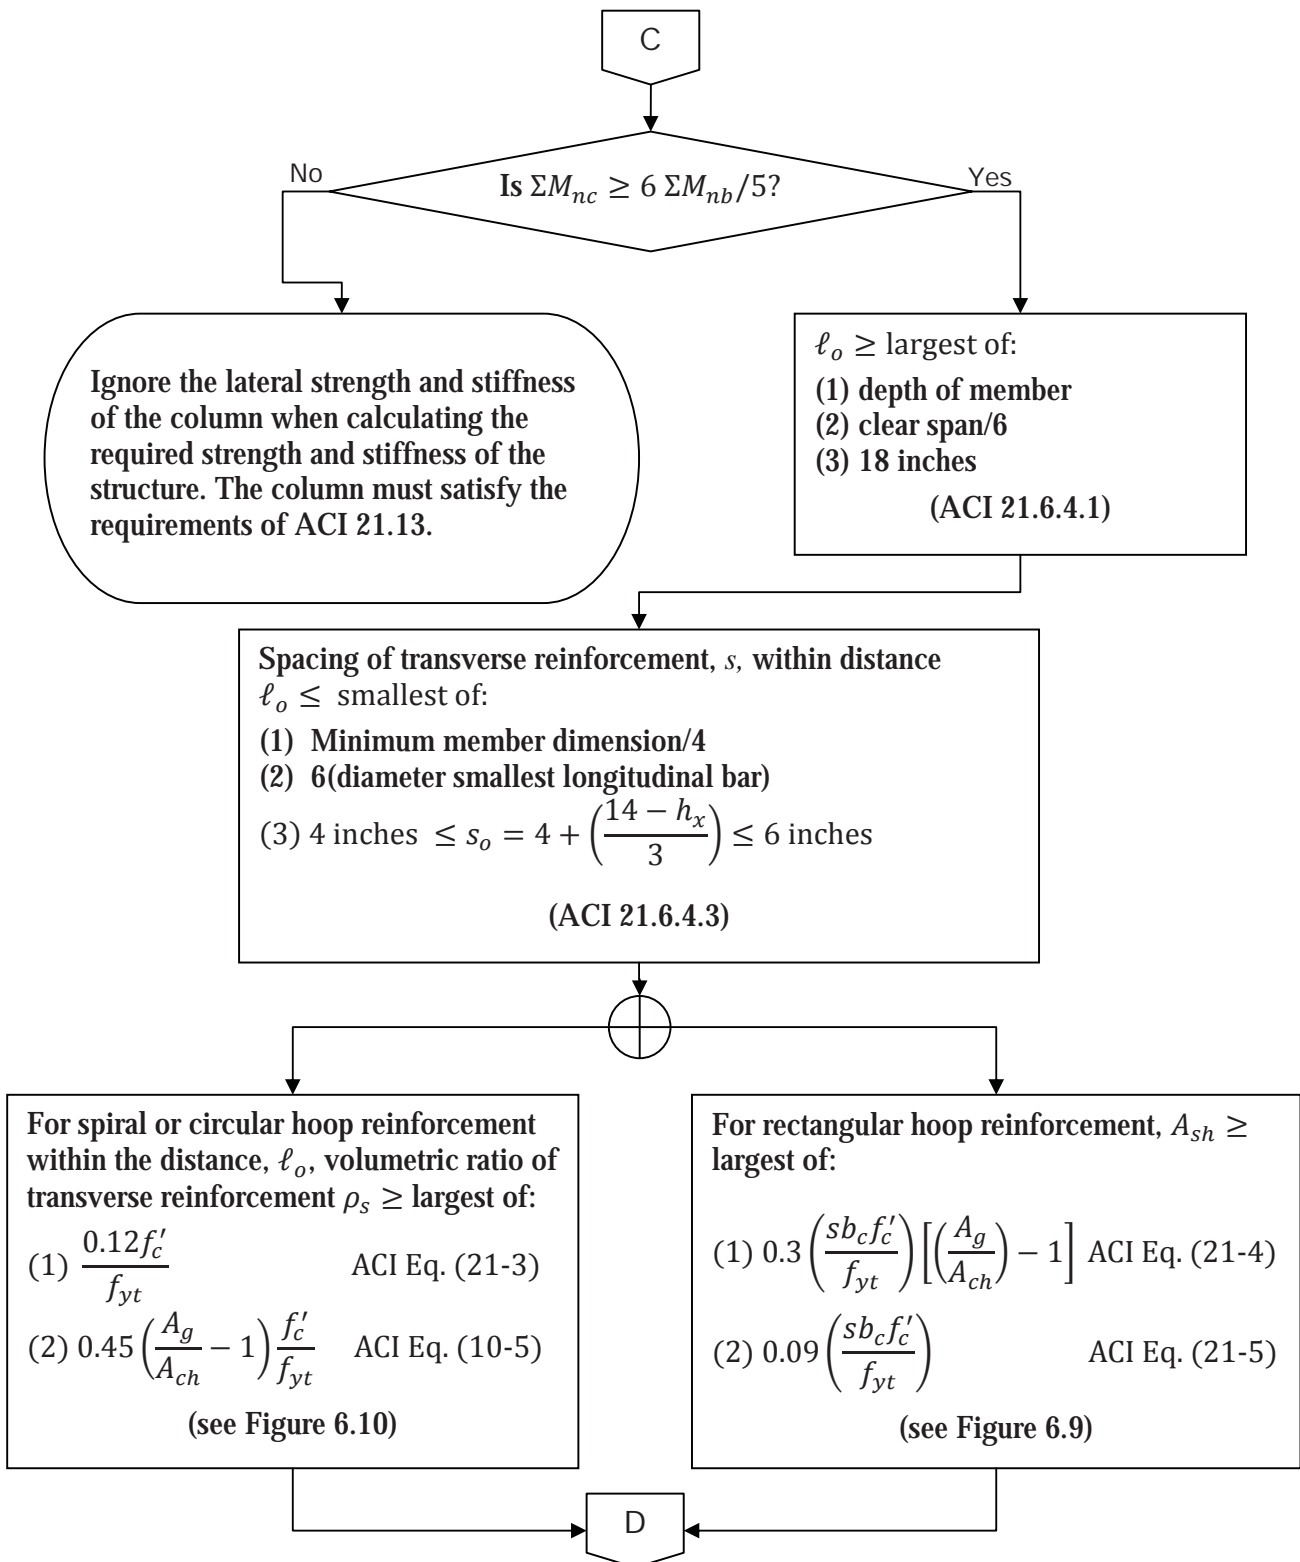 C
No
Is ΣM_nc ≥ 6 ΣM_nb/5?
Yes
Ignore the lateral strength and stiffness
of the column when calculating the
required strength and stiffness of the
structure. The column must satisfy the
requirements of ACI 21.13.
ℓ_o ≥ largest of:
(1) depth of member
(2) clear span/6
(3) 18 inches
(ACI 21.6.4.1)
Spacing of transverse reinforcement, s, within distance
ℓ_o ≤ smallest of:
(1) Minimum member dimension/4
(2) 6(diameter smallest longitudinal bar)
(3) 4 inches ≤ s_o = 4 + ((14 − h_x)/3) ≤ 6 inches
(ACI 21.6.4.3)
For spiral or circular hoop reinforcement
within the distance, ℓ_o, volumetric ratio of
transverse reinforcement ρ_s ≥ largest of:
(1) 0.12f_c′/f_yt ACI Eq. (21-3)
(2) 0.45(A_g/A_ch − 1) f_c′/f_yt ACI Eq. (10-5)
(see Figure 6.10)
For rectangular hoop reinforcement, A_sh ≥
largest of:
(1) 0.3(sb_c f_c′/f_yt)[(A_g/A_ch) − 1] ACI Eq. (21-4)
(2) 0.09(sb_c f_c′/f_yt) ACI Eq. (21-5)
(see Figure 6.9)
D